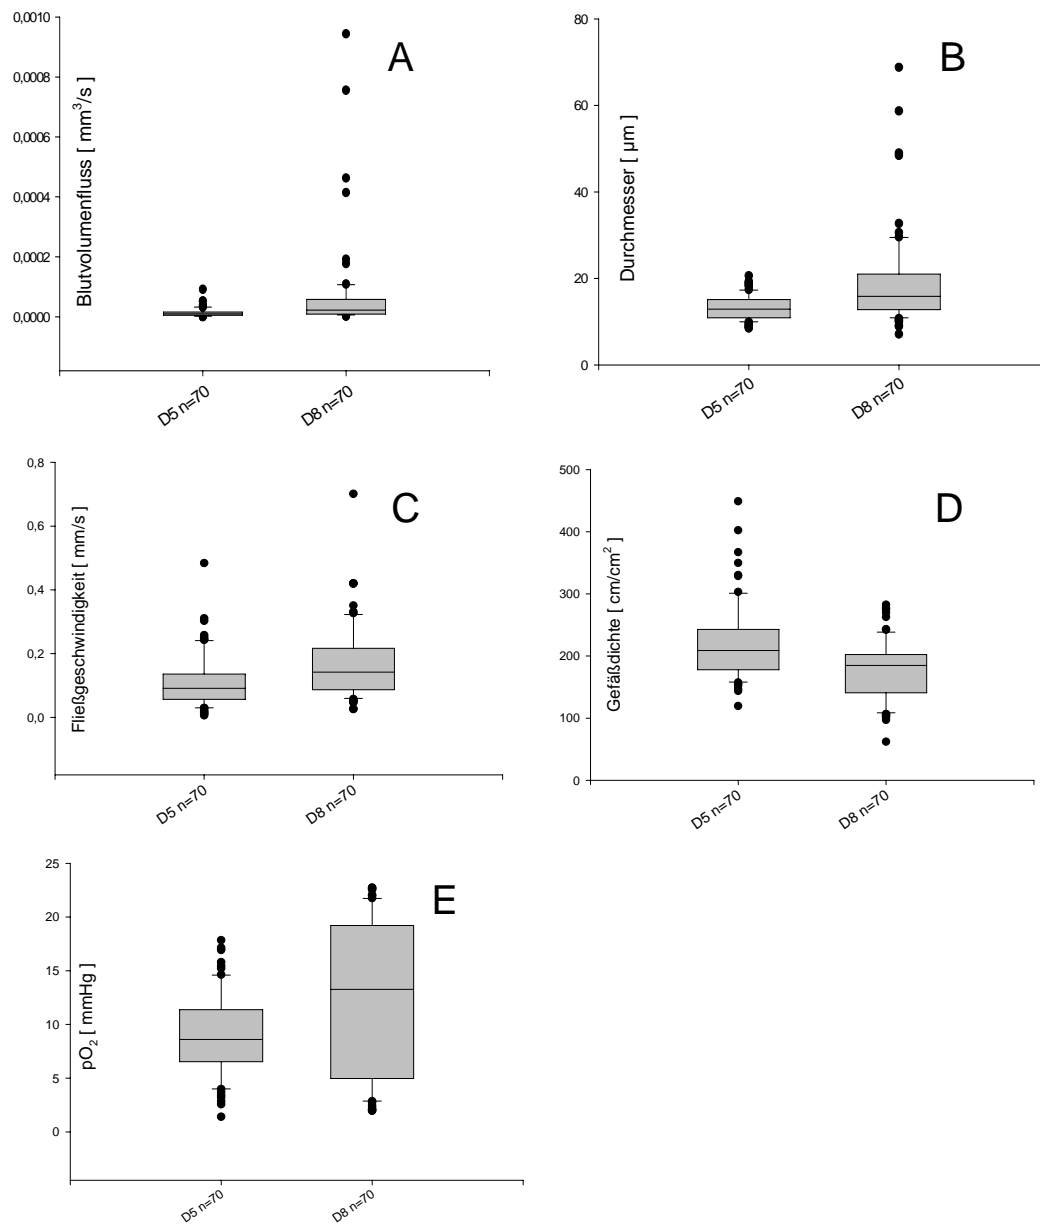 A
Blutvolumenfluss [ mm³/s ]
0,0010
0,0008
0,0006
0,0004
0,0002
0,0000
D5 n=70
D8 n=70
B
Durchmesser [ µm ]
80
60
40
20
0
D5 n=70
D8 n=70
C
Fließgeschwindigkeit [ mm/s ]
0,8
0,6
0,4
0,2
0,0
D5 n=70
D8 n=70
D
Gefäßdichte [ cm/cm² ]
500
400
300
200
100
0
D5 n=70
D8 n=70
E
pO₂ [ mmHg ]
25
20
15
10
5
0
D5 n=70
D8 n=70